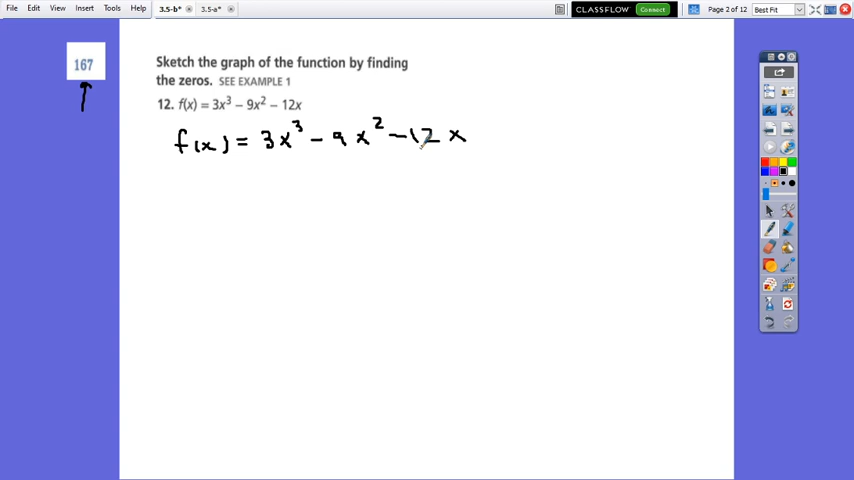 File Edit View Insert Tools Help 3.5-b* 3.5-a* CLASSFLOW Connect Page 2 of 12 Best Fit
167
Sketch the graph of the function by finding
the zeros. SEE EXAMPLE 1
12. f(x) = 3x³ − 9x² − 12x
f(x) = 3x³ − 9x² − 12x